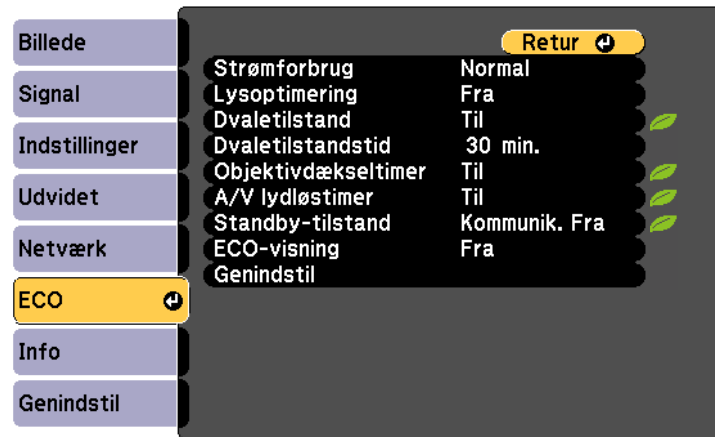 Billede
Signal
Indstillinger
Udvidet
Netværk
ECO
Info
Genindstil
Retur
Strømforbrug Normal
Lysoptimering Fra
Dvaletilstand Til
Dvaletilstandstid 30 min.
Objektivdækseltimer Til
A/V lydløstimer Til
Standby-tilstand Kommunik. Fra
ECO-visning Fra
Genindstil